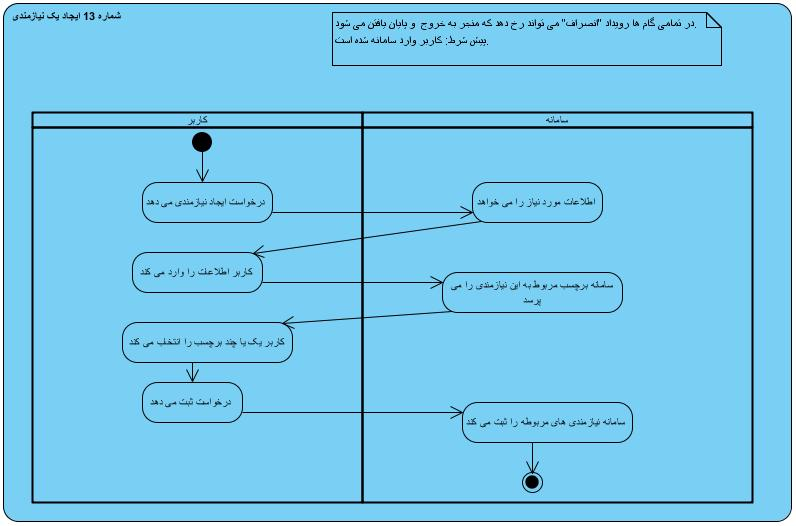 شماره 13 ایجاد یک نیازمندی
در تمامی گام ها رویداد "انصراف" می تواند رخ دهد که منجر به خروج و پایان یافتن می شود.
پیش شرط: کاربر وارد سامانه شده است.
کاربر
سامانه
درخواست ایجاد نیازمندی می دهد
اطلاعات مورد نیاز را می خواهد
کاربر اطلاعات را وارد می کند
سامانه برچسب مربوط به این نیازمندی را می
پرسد
کاربر یک یا چند برچسب را انتخاب می کند
درخواست ثبت می دهد
سامانه نیازمندی های مربوطه را ثبت می کند